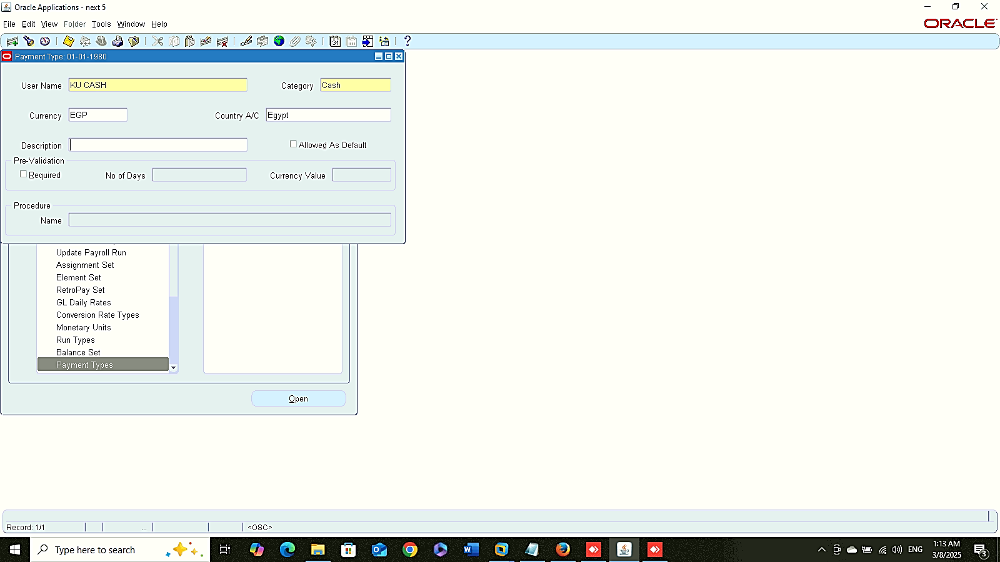 Oracle Applications - next 5
File Edit View Folder Tools Window Help
ORACLE
31
?
Payment Type: 01-01-1980
User Name KU CASH Category Cash
Currency EGP Country A/C Egypt
Description Allowed As Default
Pre-Validation
Required No of Days Currency Value
Procedure
Name
Update Payroll Run
Assignment Set
Element Set
RetroPay Set
GL Daily Rates
Conversion Rate Types
Monetary Units
Run Types
Balance Set
Payment Types
Open
Record: 1/1 ... <OSC>
Type here to search
ENG
1:13 AM
3/8/2025
3